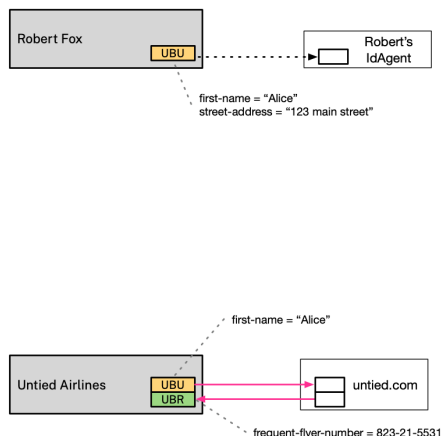 Robert Fox
UBU
Robert's
IdAgent
first-name = “Alice”
street-address = “123 main street”
first-name = “Alice”
Untied Airlines
UBU
UBR
untied.com
frequent-flyer-number = 823-21-5531